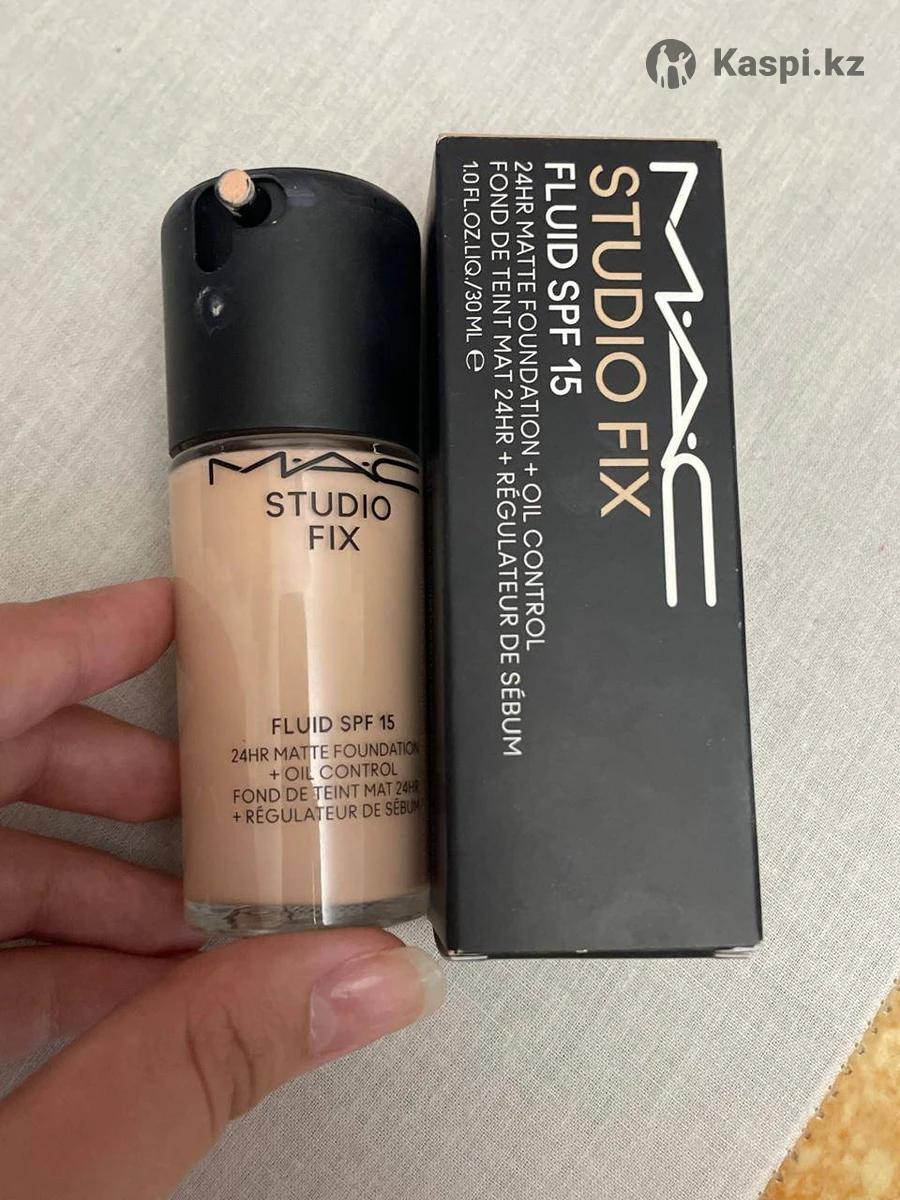 Kaspi.kz
M·A·C
STUDIO
FIX
FLUID SPF 15
24HR MATTE FOUNDATION
+ OIL CONTROL
FOND DE TEINT MAT 24HR
+ RÉGULATEUR DE SÉBUM
M·A·C
STUDIO FIX
FLUID SPF 15
24HR MATTE FOUNDATION + OIL CONTROL
FOND DE TEINT MAT 24HR + RÉGULATEUR DE SÉBUM
1.0 FL.OZ.LIQ./30 ML ℮